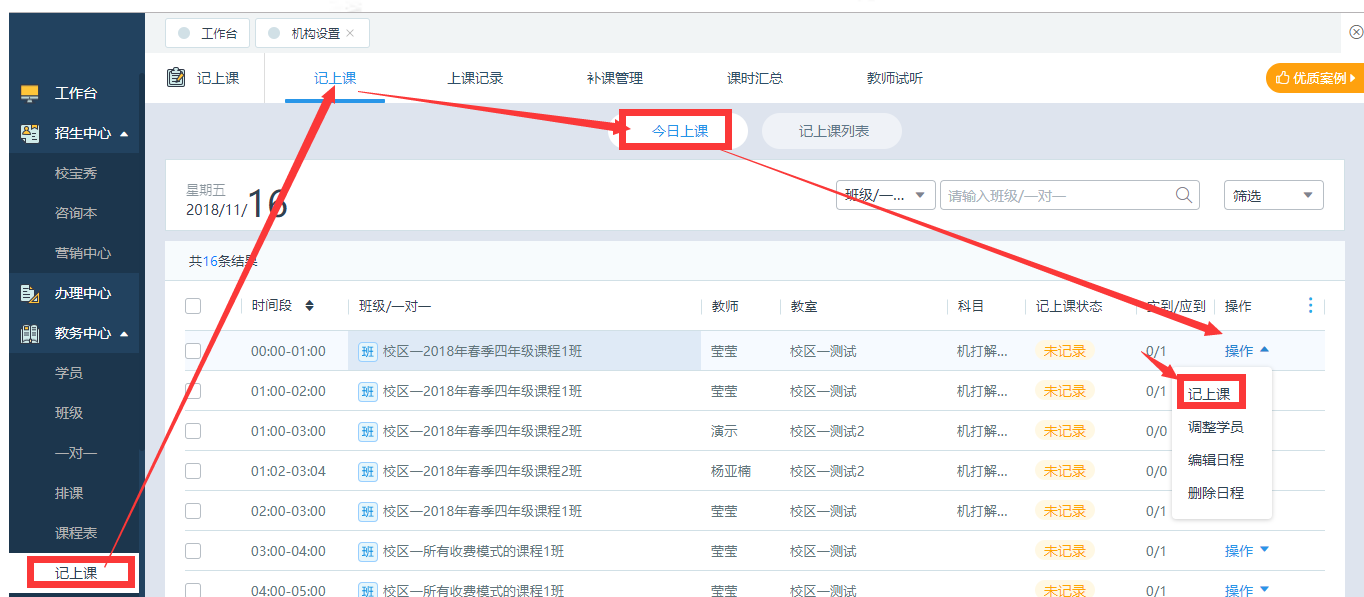 工作台
机构设置
工作台
招生中心
校宝秀
咨询本
营销中心
办理中心
教务中心
学员
班级
一对一
排课
课程表
记上课
记上课
记上课
上课记录
补课管理
课时汇总
教师试听
优质案例
今日上课
记上课列表
星期五
2018/11/16
班级/一...
请输入班级/一对一
筛选
共16条结果
时间段 班级/一对一 教师 教室 科目 记上课状态 实到/应到 操作
00:00-01:00 班 校区一2018年春季四年级课程1班 莹莹 校区一测试 机打解... 未记录 0/1 操作
01:00-02:00 班 校区一2018年春季四年级课程1班 莹莹 校区一测试 机打解... 未记录 0/1
01:00-03:00 班 校区一2018年春季四年级课程2班 演示 校区一测试2 机打解... 未记录 0/0
01:02-03:04 班 校区一2018年春季四年级课程2班 杨亚楠 校区一测试2 机打解... 未记录 0/0
02:00-03:00 班 校区一2018年春季四年级课程1班 莹莹 校区一测试 机打解... 未记录 0/1
03:00-04:00 班 校区一所有收费模式的课程1班 莹莹 校区一测试 未记录 0/1 操作
04:00-05:00 班 校区一所有收费模式的课程1班 莹莹 校区一测试 未记录 0/1 操作
记上课
调整学员
编辑日程
删除日程